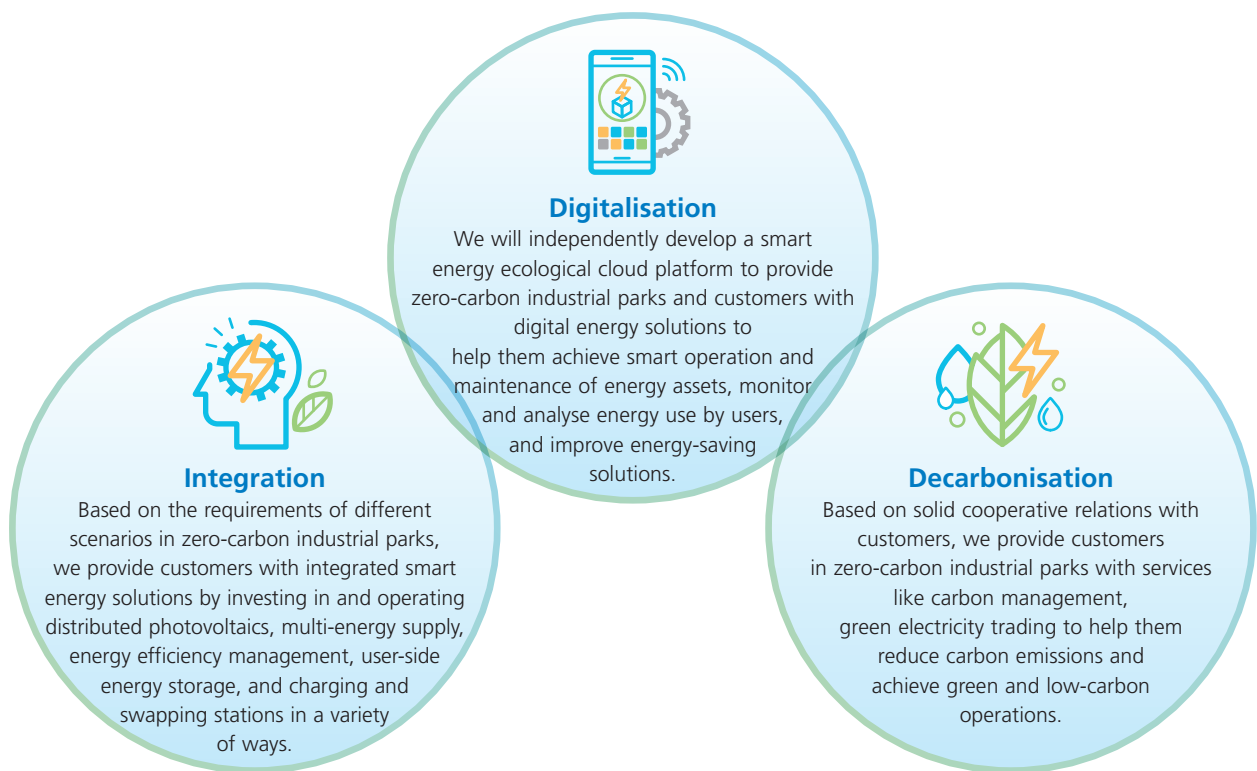 Digitalisation
We will independently develop a smart
energy ecological cloud platform to provide
zero-carbon industrial parks and customers with
digital energy solutions to
help them achieve smart operation and
maintenance of energy assets, monitor
and analyse energy use by users,
and improve energy-saving
solutions.
Integration
Based on the requirements of different
scenarios in zero-carbon industrial parks,
we provide customers with integrated smart
energy solutions by investing in and operating
distributed photovoltaics, multi-energy supply,
energy efficiency management, user-side
energy storage, and charging and
swapping stations in a variety
of ways.
Decarbonisation
Based on solid cooperative relations with
customers, we provide customers
in zero-carbon industrial parks with services
like carbon management,
green electricity trading to help them
reduce carbon emissions and
achieve green and low-carbon
operations.